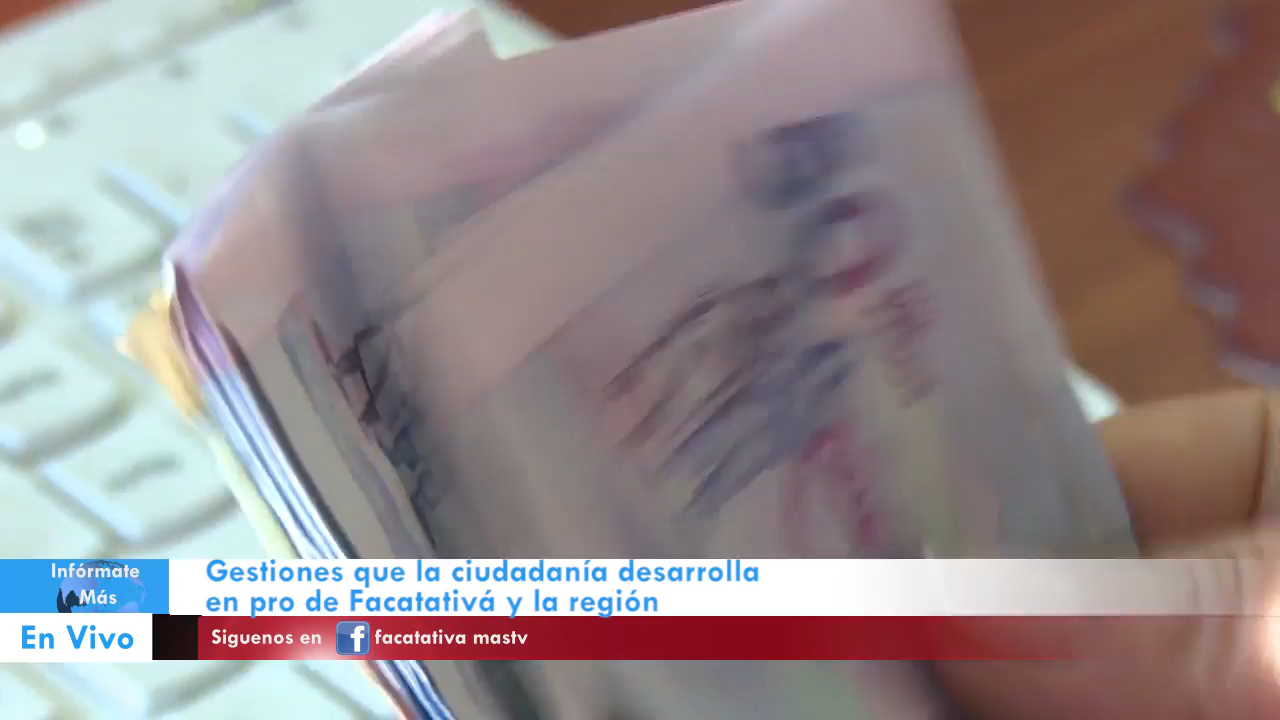 Infórmate
Más
Gestiones que la ciudadanía desarrolla
en pro de Facatativá y la región
En Vivo
Siguenos en f facatativa mastv